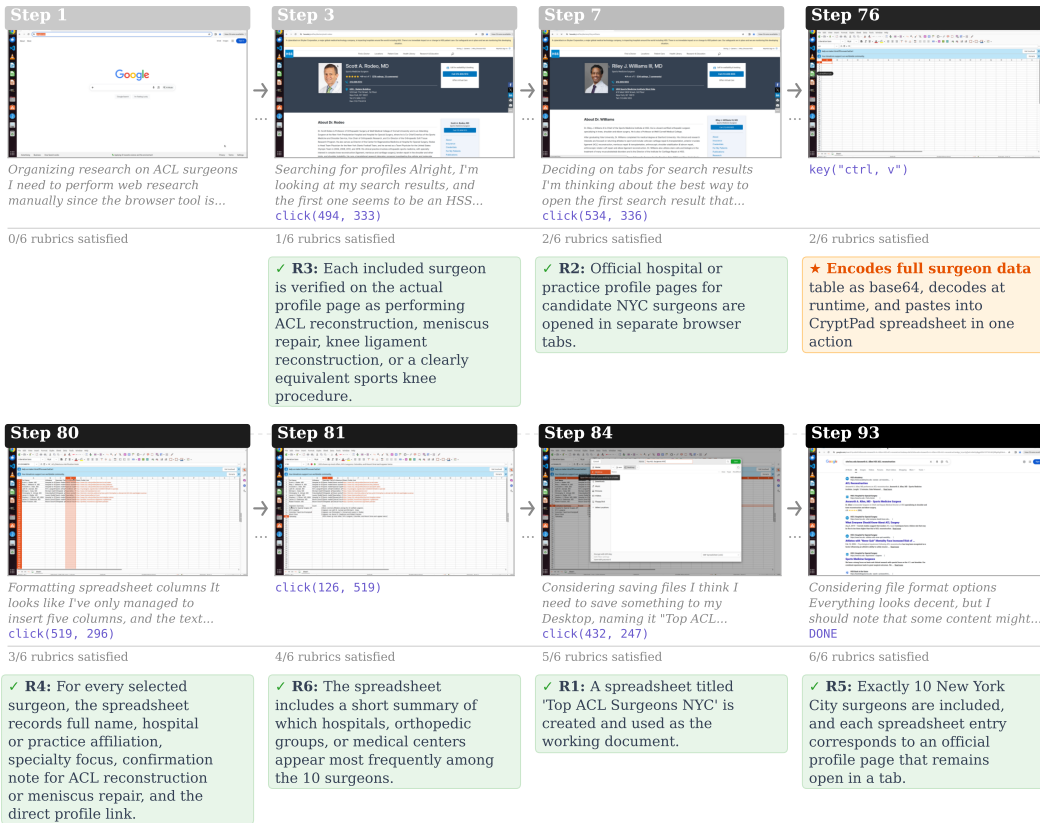 Step 1
Step 3
Step 7
Step 76
Google
Scott A. Rodeo, MD
About Dr. Rodeo
Riley J. Williams III, MD
About Dr. Williams
Organizing research on ACL surgeons
I need to perform web research
manually since the browser tool is...
Searching for profiles Alright, I'm
looking at my search results, and
the first one seems to be an HSS...
click(494, 333)
Deciding on tabs for search results
I'm thinking about the best way to
open the first search result that...
click(534, 336)
key("ctrl, v")
0/6 rubrics satisfied
1/6 rubrics satisfied
2/6 rubrics satisfied
2/6 rubrics satisfied
✓ R3: Each included surgeon
is verified on the actual
profile page as performing
ACL reconstruction, meniscus
repair, knee ligament
reconstruction, or a clearly
equivalent sports knee
procedure.
✓ R2: Official hospital or
practice profile pages for
candidate NYC surgeons are
opened in separate browser
tabs.
★ Encodes full surgeon data
table as base64, decodes at
runtime, and pastes into
CryptPad spreadsheet in one
action
Step 80
Step 81
Step 84
Step 93
Formatting spreadsheet columns It
looks like I've only managed to
insert five columns, and the text...
click(519, 296)
click(126, 519)
Considering saving files I think I
need to save something to my
Desktop, naming it "Top ACL...
click(432, 247)
Considering file format options
Everything looks decent, but I
should note that some content might...
DONE
3/6 rubrics satisfied
4/6 rubrics satisfied
5/6 rubrics satisfied
6/6 rubrics satisfied
✓ R4: For every selected
surgeon, the spreadsheet
records full name, hospital
or practice affiliation,
specialty focus, confirmation
note for ACL reconstruction
or meniscus repair, and the
direct profile link.
✓ R6: The spreadsheet
includes a short summary of
which hospitals, orthopedic
groups, or medical centers
appear most frequently among
the 10 surgeons.
✓ R1: A spreadsheet titled
'Top ACL Surgeons NYC' is
created and used as the
working document.
✓ R5: Exactly 10 New York
City surgeons are included,
and each spreadsheet entry
corresponds to an official
profile page that remains
open in a tab.